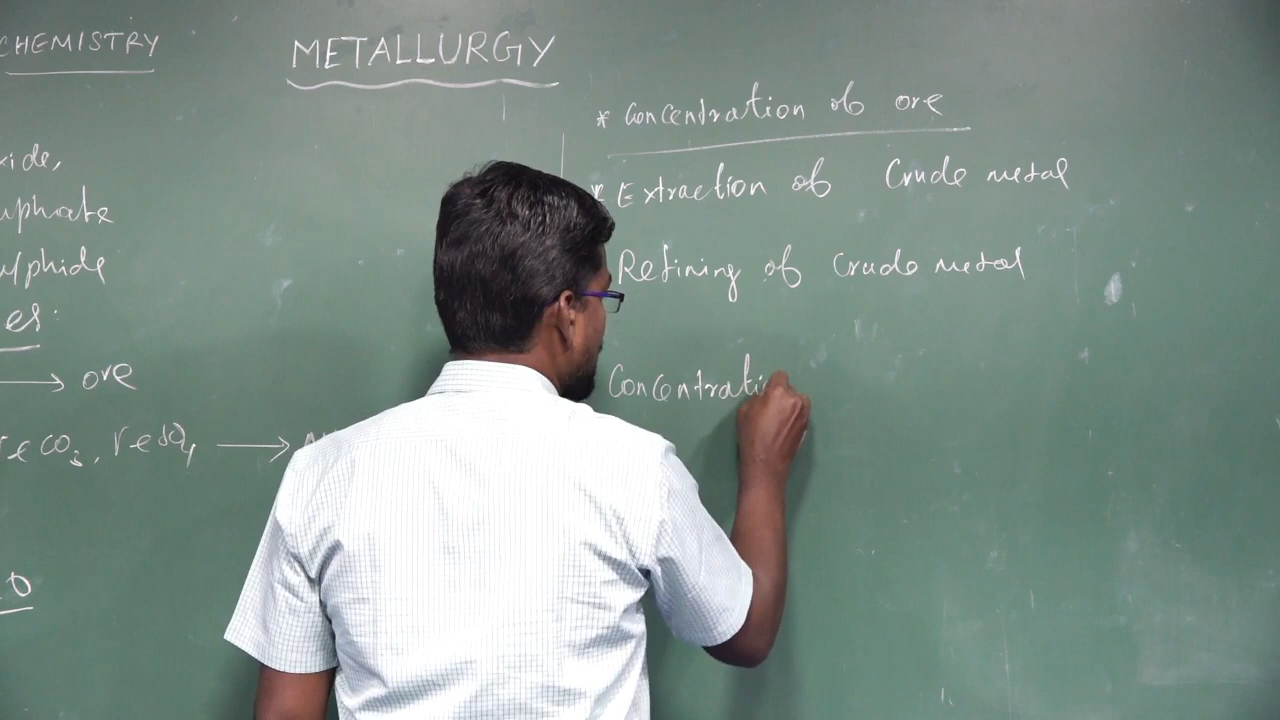 CHEMISTRY
METALLURGY
* Concentration of ore
* Extraction of Crude metal
Refining of Crude metal
Concentratio
xide,
uphate
ulphide
es:
→ ore
eCO3, FeSO4 →